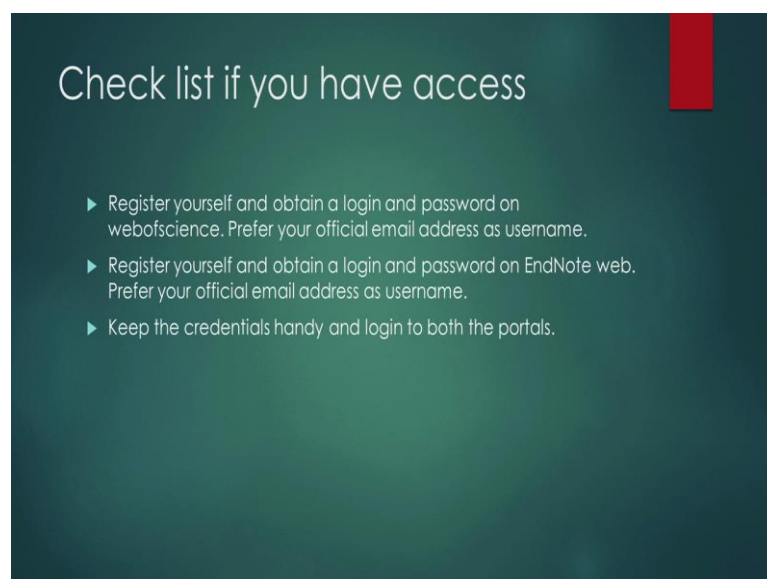 Check list if you have access
Register yourself and obtain a login and password on
webofscience. Prefer your official email address as username.
Register yourself and obtain a login and password on EndNote web.
Prefer your official email address as username.
Keep the credentials handy and login to both the portals.